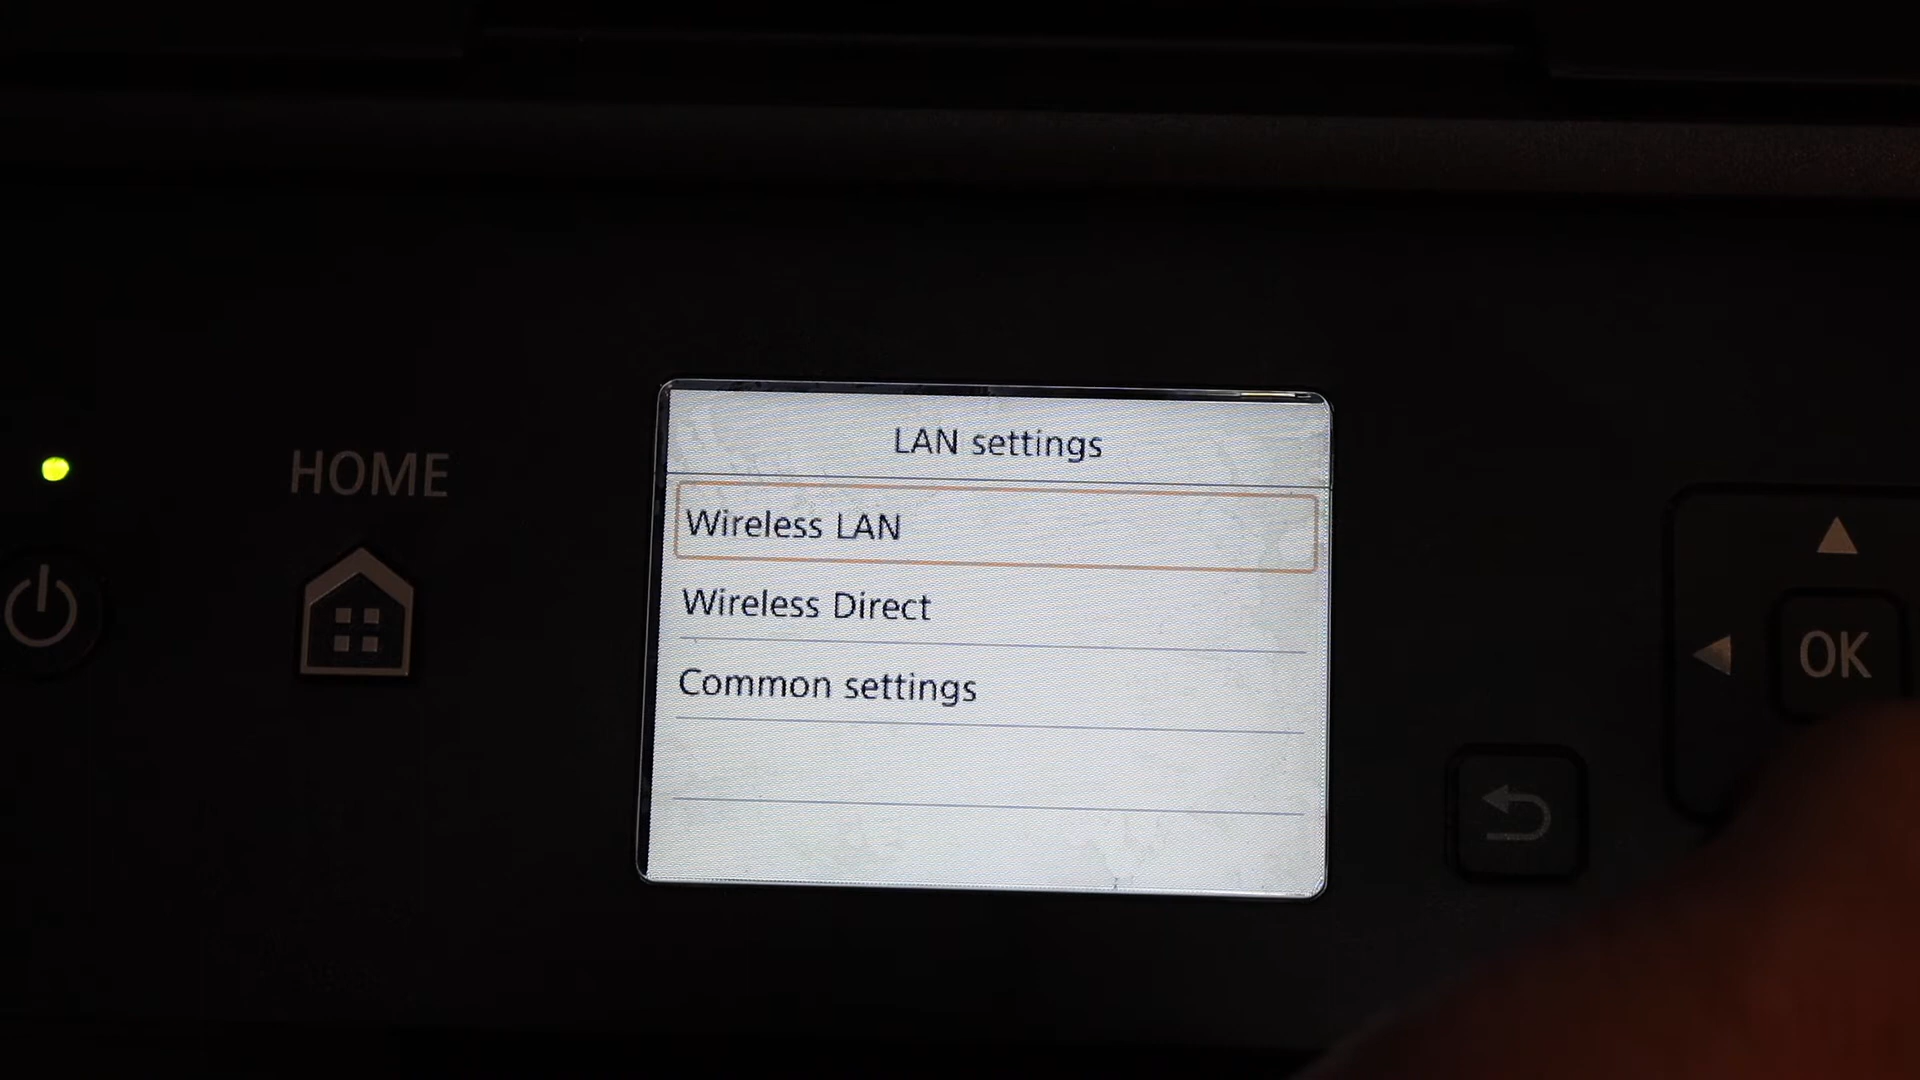 LAN settings
HOME
Wireless LAN
Wireless Direct
OK
Common settings